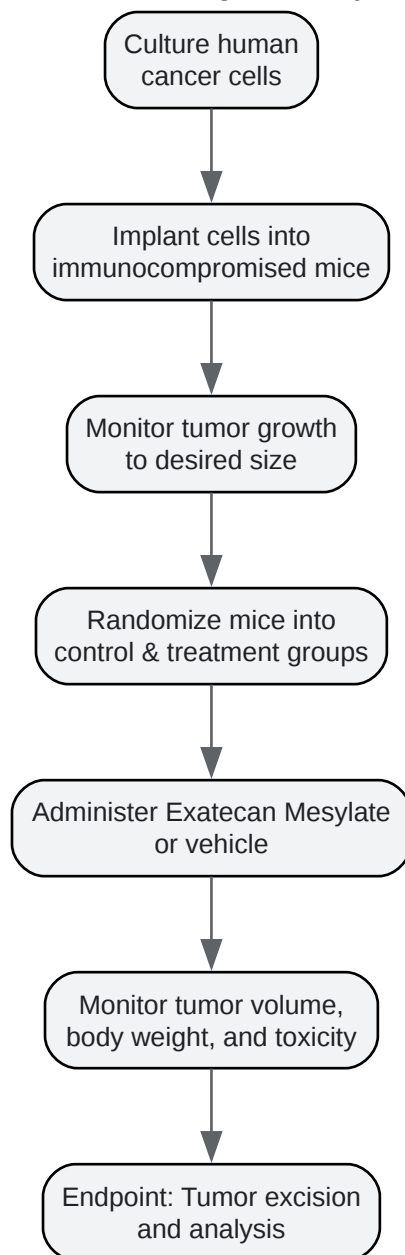 Culture human
cancer cells
Implant cells into
immunocompromised mice
Monitor tumor growth
to desired size
Randomize mice into
control & treatment groups
Administer Exatecan Mesylate
or vehicle
Monitor tumor volume,
body weight, and toxicity
Endpoint: Tumor excision
and analysis